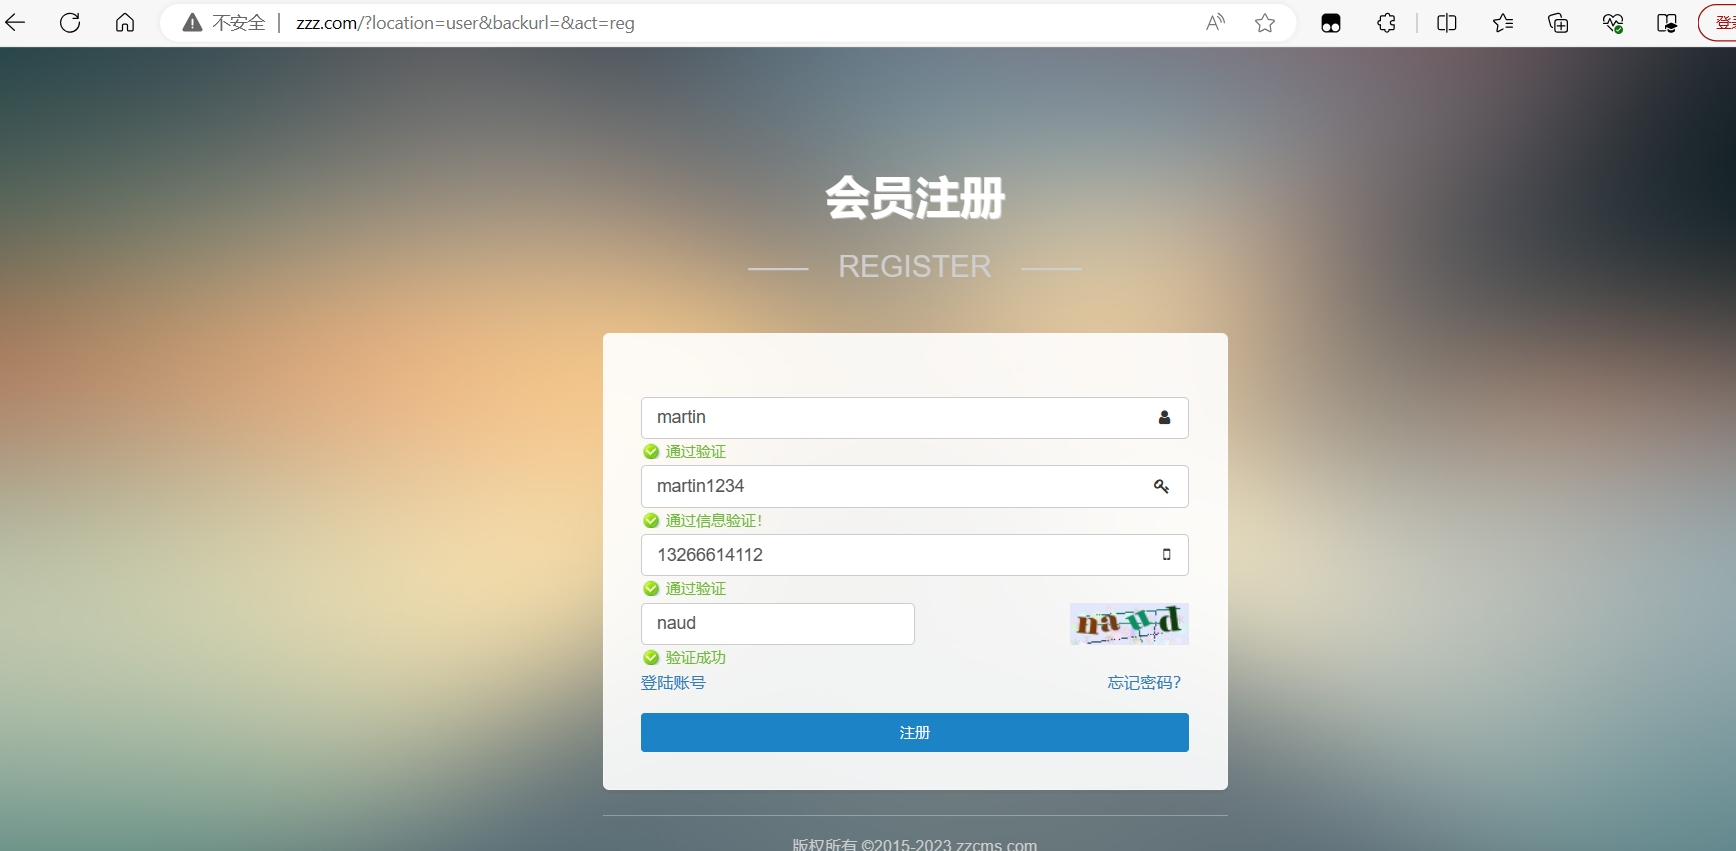 不安全 | zzz.com/?location=user&backurl=&act=reg
登录
会员注册
REGISTER
martin
通过验证
martin1234
通过信息验证!
13266614112
通过验证
naud
naud
验证成功
登陆账号 忘记密码?
注册
版权所有 ©2015-2023 zzcms.com